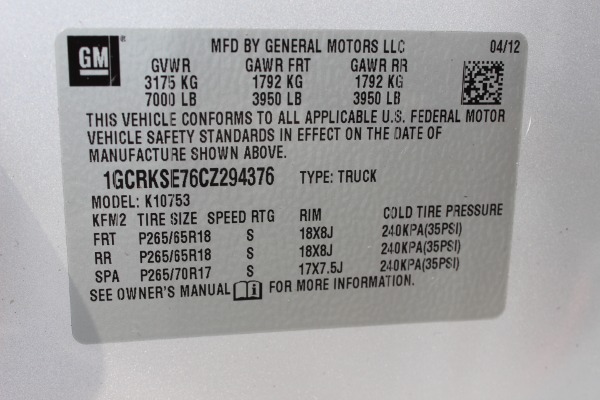 GM MFD BY GENERAL MOTORS LLC 04/12
GVWR GAWR FRT GAWR RR
3175 KG 1792 KG 1792 KG
7000 LB 3950 LB 3950 LB
THIS VEHICLE CONFORMS TO ALL APPLICABLE U.S. FEDERAL MOTOR
VEHICLE SAFETY STANDARDS IN EFFECT ON THE DATE OF
MANUFACTURE SHOWN ABOVE.
1GCRKSE76CZ294376 TYPE: TRUCK
MODEL: K10753
KFM2 TIRE SIZE SPEED RTG RIM COLD TIRE PRESSURE
FRT P265/65R18 S 18X8J 240KPA(35PSI)
RR P265/65R18 S 18X8J 240KPA(35PSI)
SPA P265/70R17 S 17X7.5J 240KPA(35PSI)
SEE OWNER'S MANUAL FOR MORE INFORMATION.